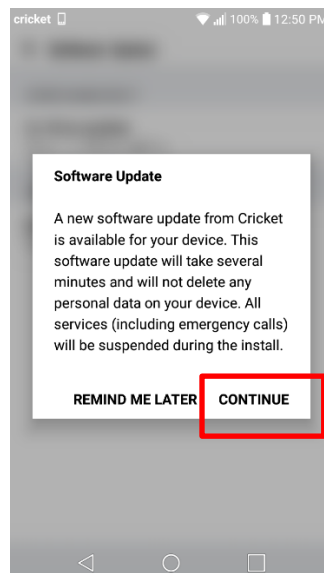 cricket 100% 12:50 PM
Software Update
A new software update from Cricket
is available for your device. This
software update will take several
minutes and will not delete any
personal data on your device. All
services (including emergency calls)
will be suspended during the install.
REMIND ME LATER CONTINUE